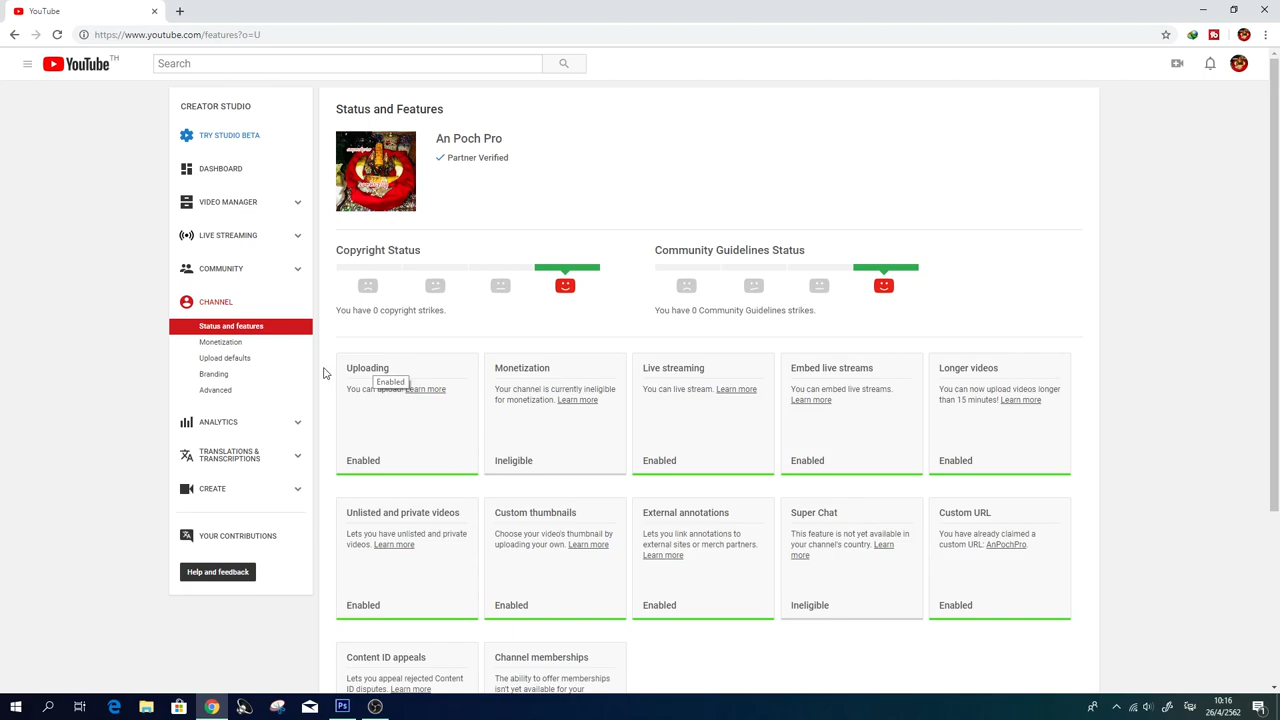 YouTube
https://www.youtube.com/features?o=U
YouTube TH
Search
CREATOR STUDIO
TRY STUDIO BETA
DASHBOARD
VIDEO MANAGER
LIVE STREAMING
COMMUNITY
CHANNEL
Status and features
Monetization
Upload defaults
Branding
Advanced
ANALYTICS
TRANSLATIONS &
TRANSCRIPTIONS
CREATE
YOUR CONTRIBUTIONS
Help and feedback
Status and Features
An Poch Pro
Partner Verified
Copyright Status
You have 0 copyright strikes.
Community Guidelines Status
You have 0 Community Guidelines strikes.
Uploading
Enabled
You can upload! Learn more
Enabled
Monetization
Your channel is currently ineligible
for monetization. Learn more
Ineligible
Live streaming
You can live stream. Learn more
Enabled
Embed live streams
You can embed live streams.
Learn more
Enabled
Longer videos
You can now upload videos longer
than 15 minutes! Learn more
Enabled
Unlisted and private videos
Lets you have unlisted and private
videos. Learn more
Enabled
Custom thumbnails
Choose your video's thumbnail by
uploading your own. Learn more
Enabled
External annotations
Lets you link annotations to
external sites or merch partners.
Learn more
Enabled
Super Chat
This feature is not yet available in
your channel's country. Learn
more
Ineligible
Custom URL
You have already claimed a
custom URL: AnPochPro.
Enabled
Content ID appeals
Lets you appeal rejected Content
ID disputes. Learn more
Channel memberships
The ability to offer memberships
isn't yet available for your
Ps
10:16